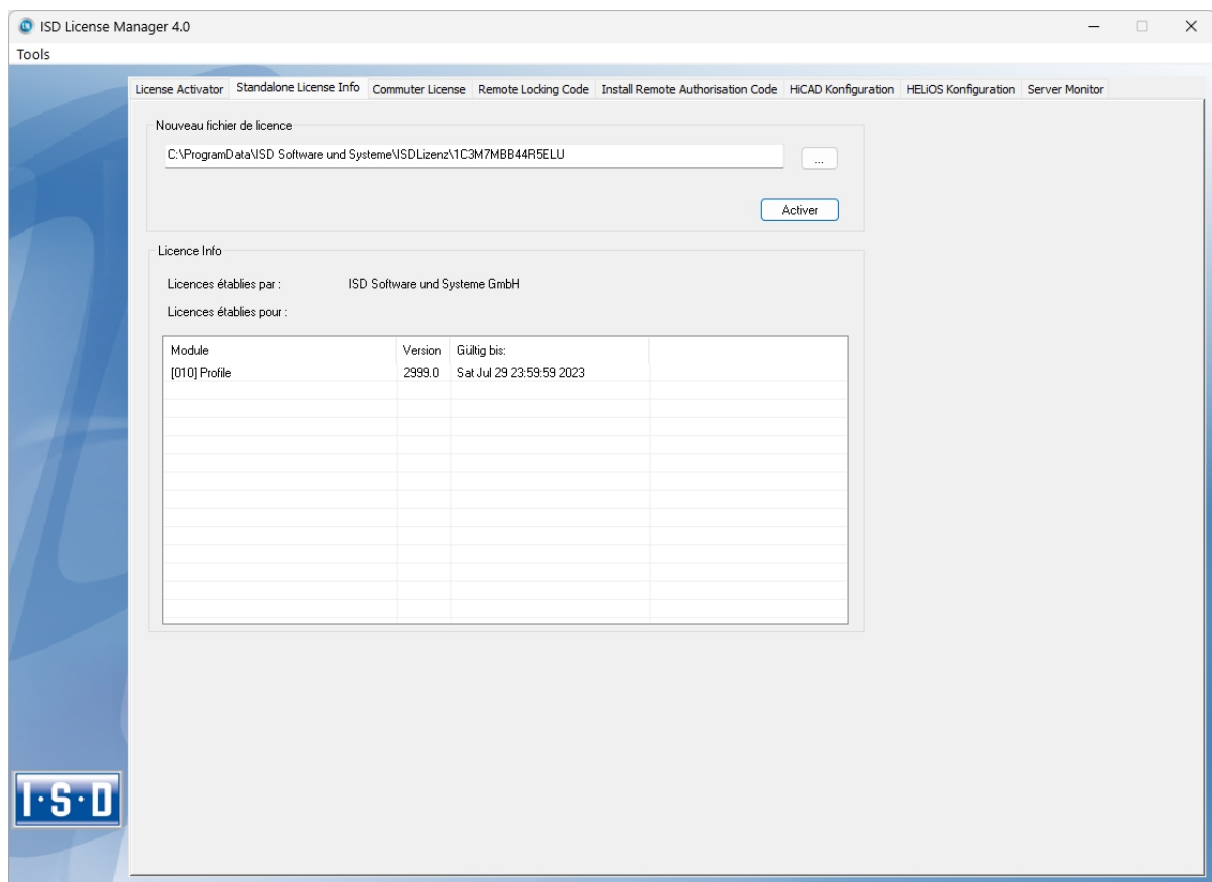 ISD License Manager 4.0
Tools
License Activator Standalone License Info Commuter License Remote Locking Code Install Remote Authorisation Code HiCAD Konfiguration HELiOS Konfiguration Server Monitor
Nouveau fichier de licence
C:\ProgramData\ISD Software und Systeme\ISDLizenz\1C3M7MBB44R5ELU
...
Activer
Licence Info
Licences établies par : ISD Software und Systeme GmbH
Licences établies pour :
Module Version Gültig bis:
[010] Profile 2999.0 Sat Jul 29 23:59:59 2023
I·S·D